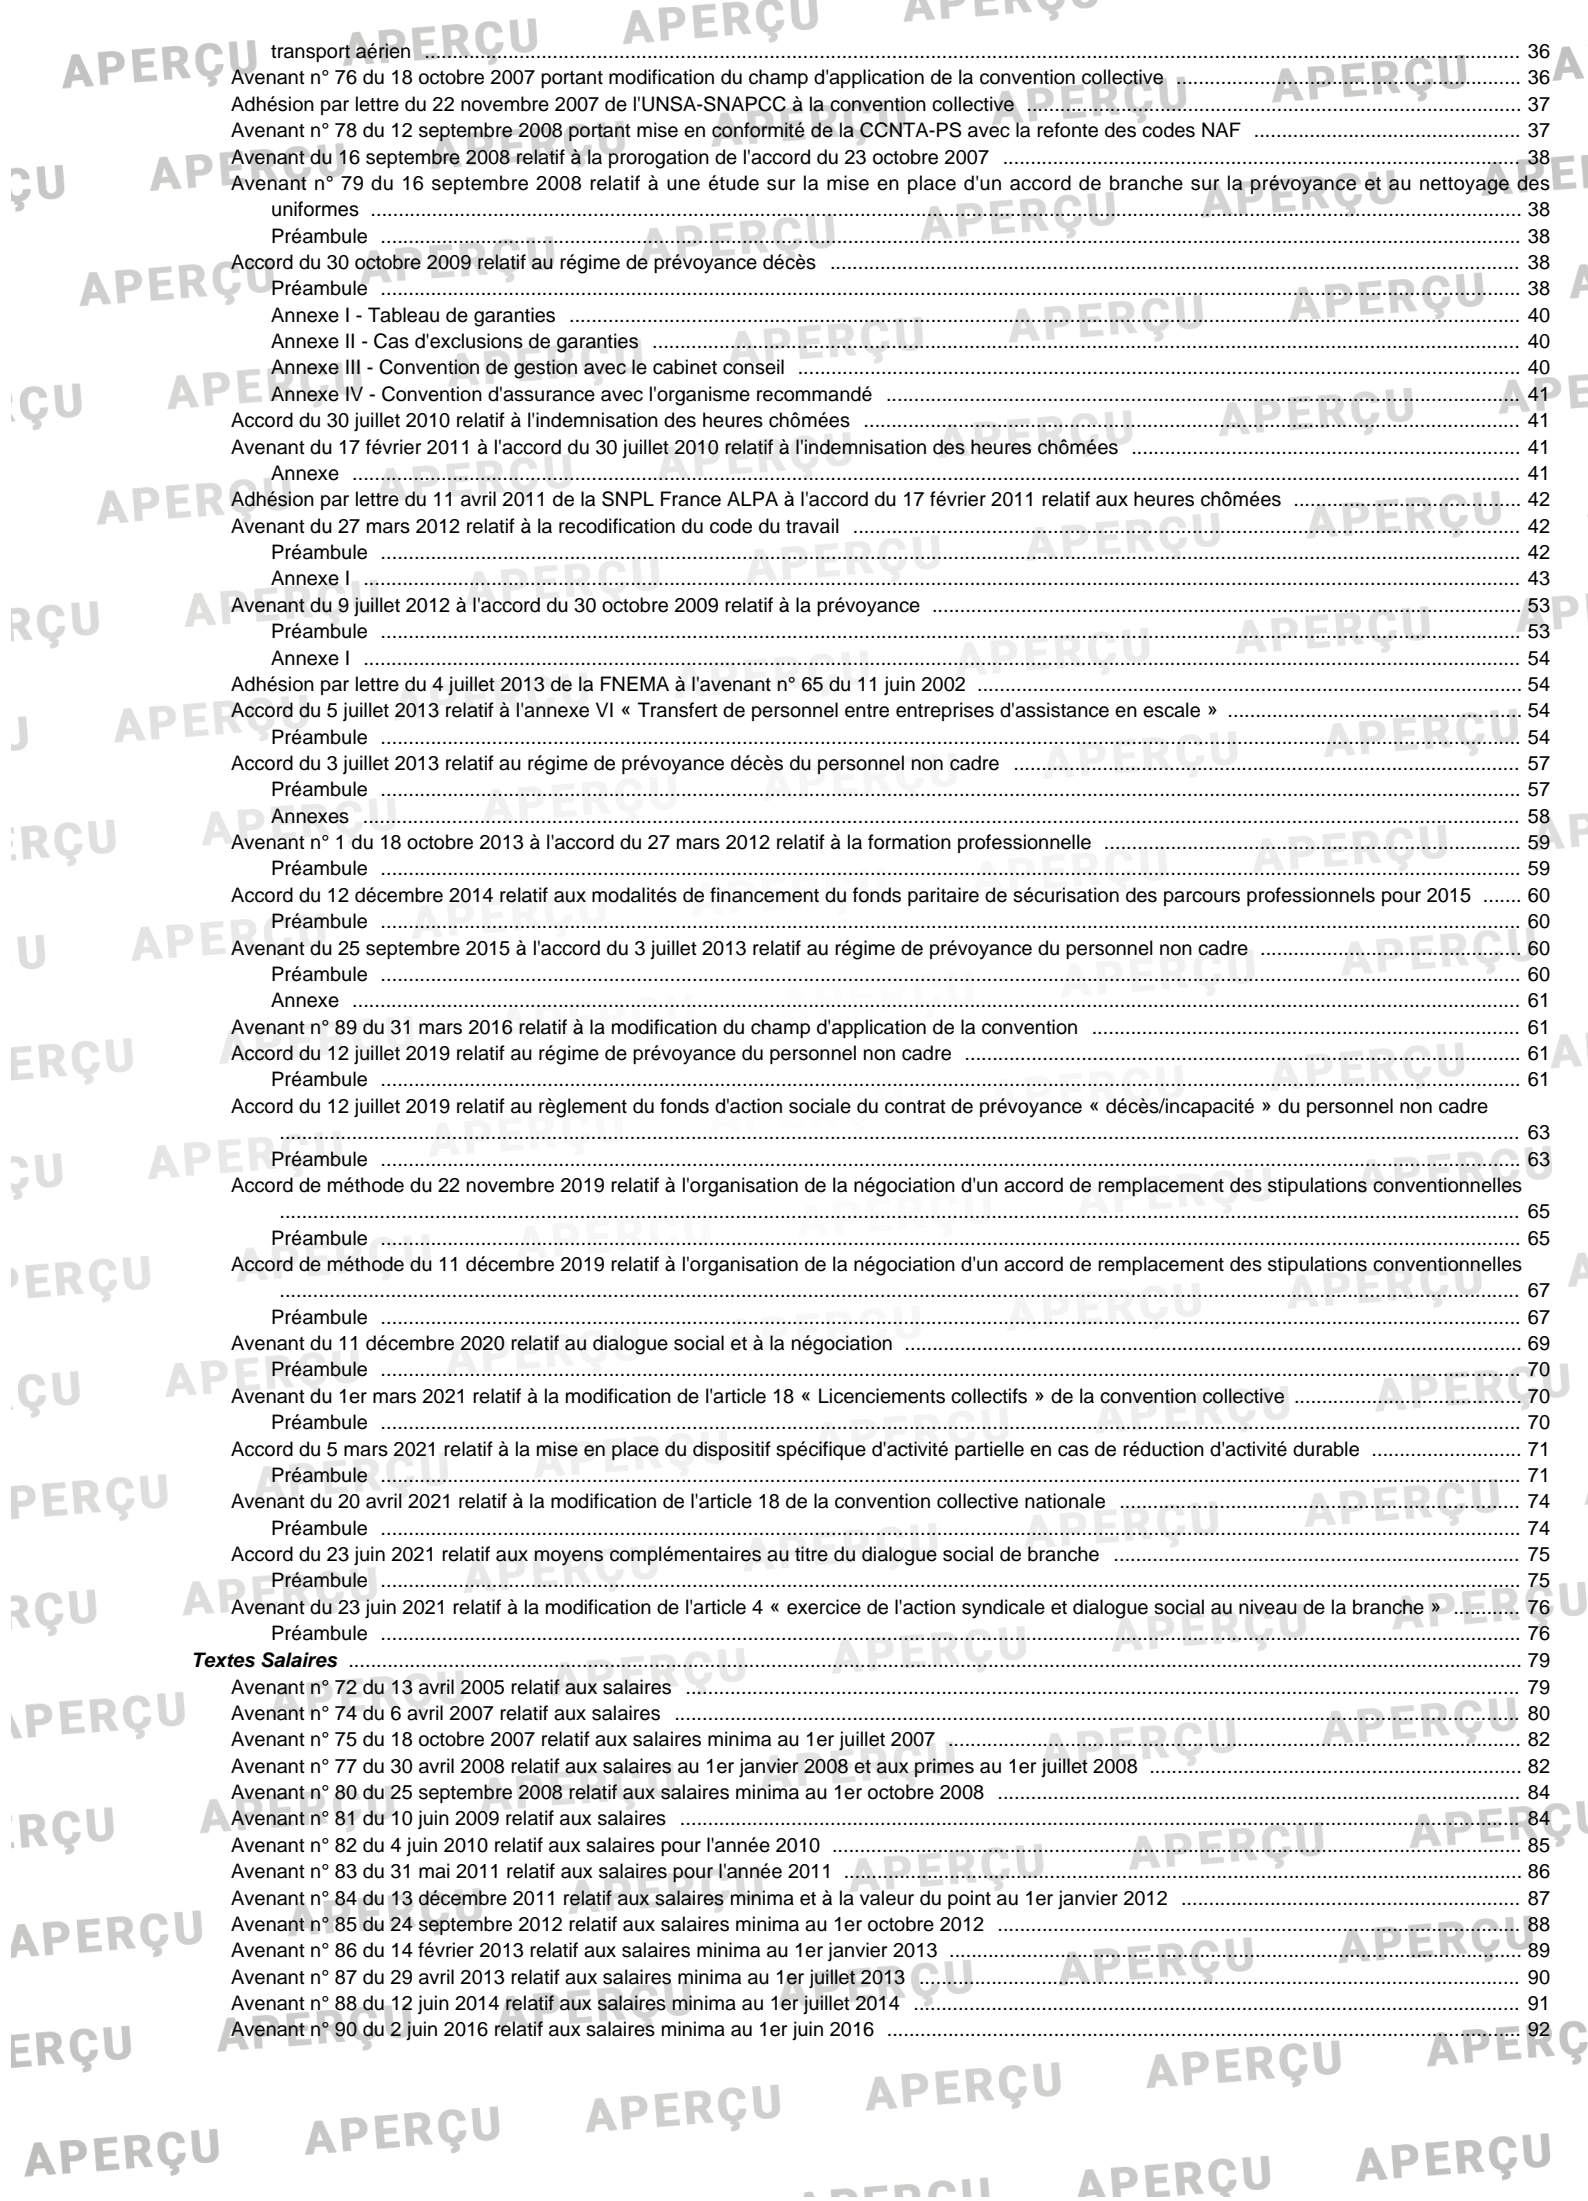 transport aérien ........ 36
Avenant n° 76 du 18 octobre 2007 portant modification du champ d'application de la convention collective ........ 36
Adhésion par lettre du 22 novembre 2007 de l'UNSA-SNAPCC à la convention collective ........ 37
Avenant n° 78 du 12 septembre 2008 portant mise en conformité de la CCNTA-PS avec la refonte des codes NAF ........ 37
Avenant du 16 septembre 2008 relatif à la prorogation de l'accord du 23 octobre 2007 ........ 38
Avenant n° 79 du 16 septembre 2008 relatif à une étude sur la mise en place d'un accord de branche sur la prévoyance et au nettoyage des
uniformes ........ 38
Préambule ........ 38
Accord du 30 octobre 2009 relatif au régime de prévoyance décès ........ 38
Préambule ........ 38
Annexe I - Tableau de garanties ........ 40
Annexe II - Cas d'exclusions de garanties ........ 40
Annexe III - Convention de gestion avec le cabinet conseil ........ 40
Annexe IV - Convention d'assurance avec l'organisme recommandé ........ 41
Accord du 30 juillet 2010 relatif à l'indemnisation des heures chômées ........ 41
Avenant du 17 février 2011 à l'accord du 30 juillet 2010 relatif à l'indemnisation des heures chômées ........ 41
Annexe ........ 41
Adhésion par lettre du 11 avril 2011 de la SNPL France ALPA à l'accord du 17 février 2011 relatif aux heures chômées ........ 42
Avenant du 27 mars 2012 relatif à la recodification du code du travail ........ 42
Préambule ........ 42
Annexe I ........ 43
Avenant du 9 juillet 2012 à l'accord du 30 octobre 2009 relatif à la prévoyance ........ 53
Préambule ........ 53
Annexe I ........ 54
Adhésion par lettre du 4 juillet 2013 de la FNEMA à l'avenant n° 65 du 11 juin 2002 ........ 54
Accord du 5 juillet 2013 relatif à l'annexe VI « Transfert de personnel entre entreprises d'assistance en escale » ........ 54
Préambule ........ 54
Accord du 3 juillet 2013 relatif au régime de prévoyance décès du personnel non cadre ........ 57
Préambule ........ 57
Annexes ........ 58
Avenant n° 1 du 18 octobre 2013 à l'accord du 27 mars 2012 relatif à la formation professionnelle ........ 59
Préambule ........ 59
Accord du 12 décembre 2014 relatif aux modalités de financement du fonds paritaire de sécurisation des parcours professionnels pour 2015 ....... 60
Préambule ........ 60
Avenant du 25 septembre 2015 à l'accord du 3 juillet 2013 relatif au régime de prévoyance du personnel non cadre ........ 60
Préambule ........ 60
Annexe ........ 61
Avenant n° 89 du 31 mars 2016 relatif à la modification du champ d'application de la convention ........ 61
Accord du 12 juillet 2019 relatif au régime de prévoyance du personnel non cadre ........ 61
Préambule ........ 61
Accord du 12 juillet 2019 relatif au règlement du fonds d'action sociale du contrat de prévoyance « décès/incapacité » du personnel non cadre
........ 63
Préambule ........ 63
Accord de méthode du 22 novembre 2019 relatif à l'organisation de la négociation d'un accord de remplacement des stipulations conventionnelles
........ 65
Préambule ........ 65
Accord de méthode du 11 décembre 2019 relatif à l'organisation de la négociation d'un accord de remplacement des stipulations conventionnelles
........ 67
Préambule ........ 67
Avenant du 11 décembre 2020 relatif au dialogue social et à la négociation ........ 69
Préambule ........ 70
Avenant du 1er mars 2021 relatif à la modification de l'article 18 « Licenciements collectifs » de la convention collective ........ 70
Préambule ........ 70
Accord du 5 mars 2021 relatif à la mise en place du dispositif spécifique d'activité partielle en cas de réduction d'activité durable ........ 71
Préambule ........ 71
Avenant du 20 avril 2021 relatif à la modification de l'article 18 de la convention collective nationale ........ 74
Préambule ........ 74
Accord du 23 juin 2021 relatif aux moyens complémentaires au titre du dialogue social de branche ........ 75
Préambule ........ 75
Avenant du 23 juin 2021 relatif à la modification de l'article 4 « exercice de l'action syndicale et dialogue social au niveau de la branche » ........ 76
Préambule ........ 76
Textes Salaires ........ 79
Avenant n° 72 du 13 avril 2005 relatif aux salaires ........ 79
Avenant n° 74 du 6 avril 2007 relatif aux salaires ........ 80
Avenant n° 75 du 18 octobre 2007 relatif aux salaires minima au 1er juillet 2007 ........ 82
Avenant n° 77 du 30 avril 2008 relatif aux salaires au 1er janvier 2008 et aux primes au 1er juillet 2008 ........ 82
Avenant n° 80 du 25 septembre 2008 relatif aux salaires minima au 1er octobre 2008 ........ 84
Avenant n° 81 du 10 juin 2009 relatif aux salaires ........ 84
Avenant n° 82 du 4 juin 2010 relatif aux salaires pour l'année 2010 ........ 85
Avenant n° 83 du 31 mai 2011 relatif aux salaires pour l'année 2011 ........ 86
Avenant n° 84 du 13 décembre 2011 relatif aux salaires minima et à la valeur du point au 1er janvier 2012 ........ 87
Avenant n° 85 du 24 septembre 2012 relatif aux salaires minima au 1er octobre 2012 ........ 88
Avenant n° 86 du 14 février 2013 relatif aux salaires minima au 1er janvier 2013 ........ 89
Avenant n° 87 du 29 avril 2013 relatif aux salaires minima au 1er juillet 2013 ........ 90
Avenant n° 88 du 12 juin 2014 relatif aux salaires minima au 1er juillet 2014 ........ 91
Avenant n° 90 du 2 juin 2016 relatif aux salaires minima au 1er juin 2016 ........ 92
APERÇU